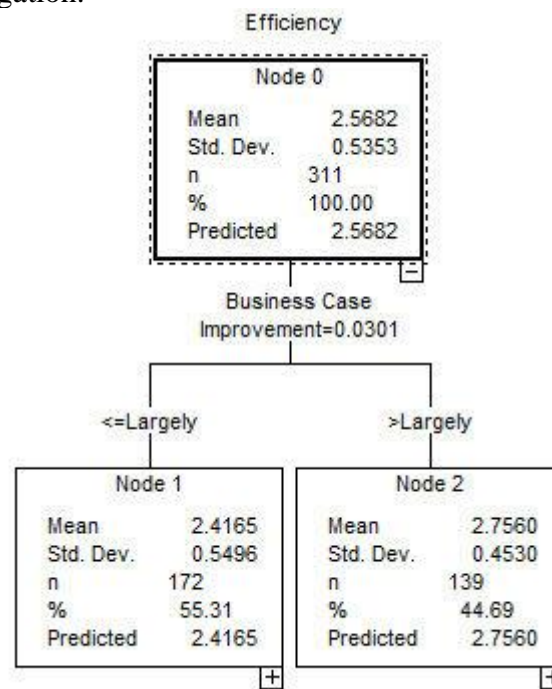 gation.
Efficiency
Node 0
Mean 2.5682
Std. Dev. 0.5353
n 311
% 100.00
Predicted 2.5682
Business Case
Improvement=0.0301
<=Largely
>Largely
Node 1
Mean 2.4165
Std. Dev. 0.5496
n 172
% 55.31
Predicted 2.4165
Node 2
Mean 2.7560
Std. Dev. 0.4530
n 139
% 44.69
Predicted 2.7560